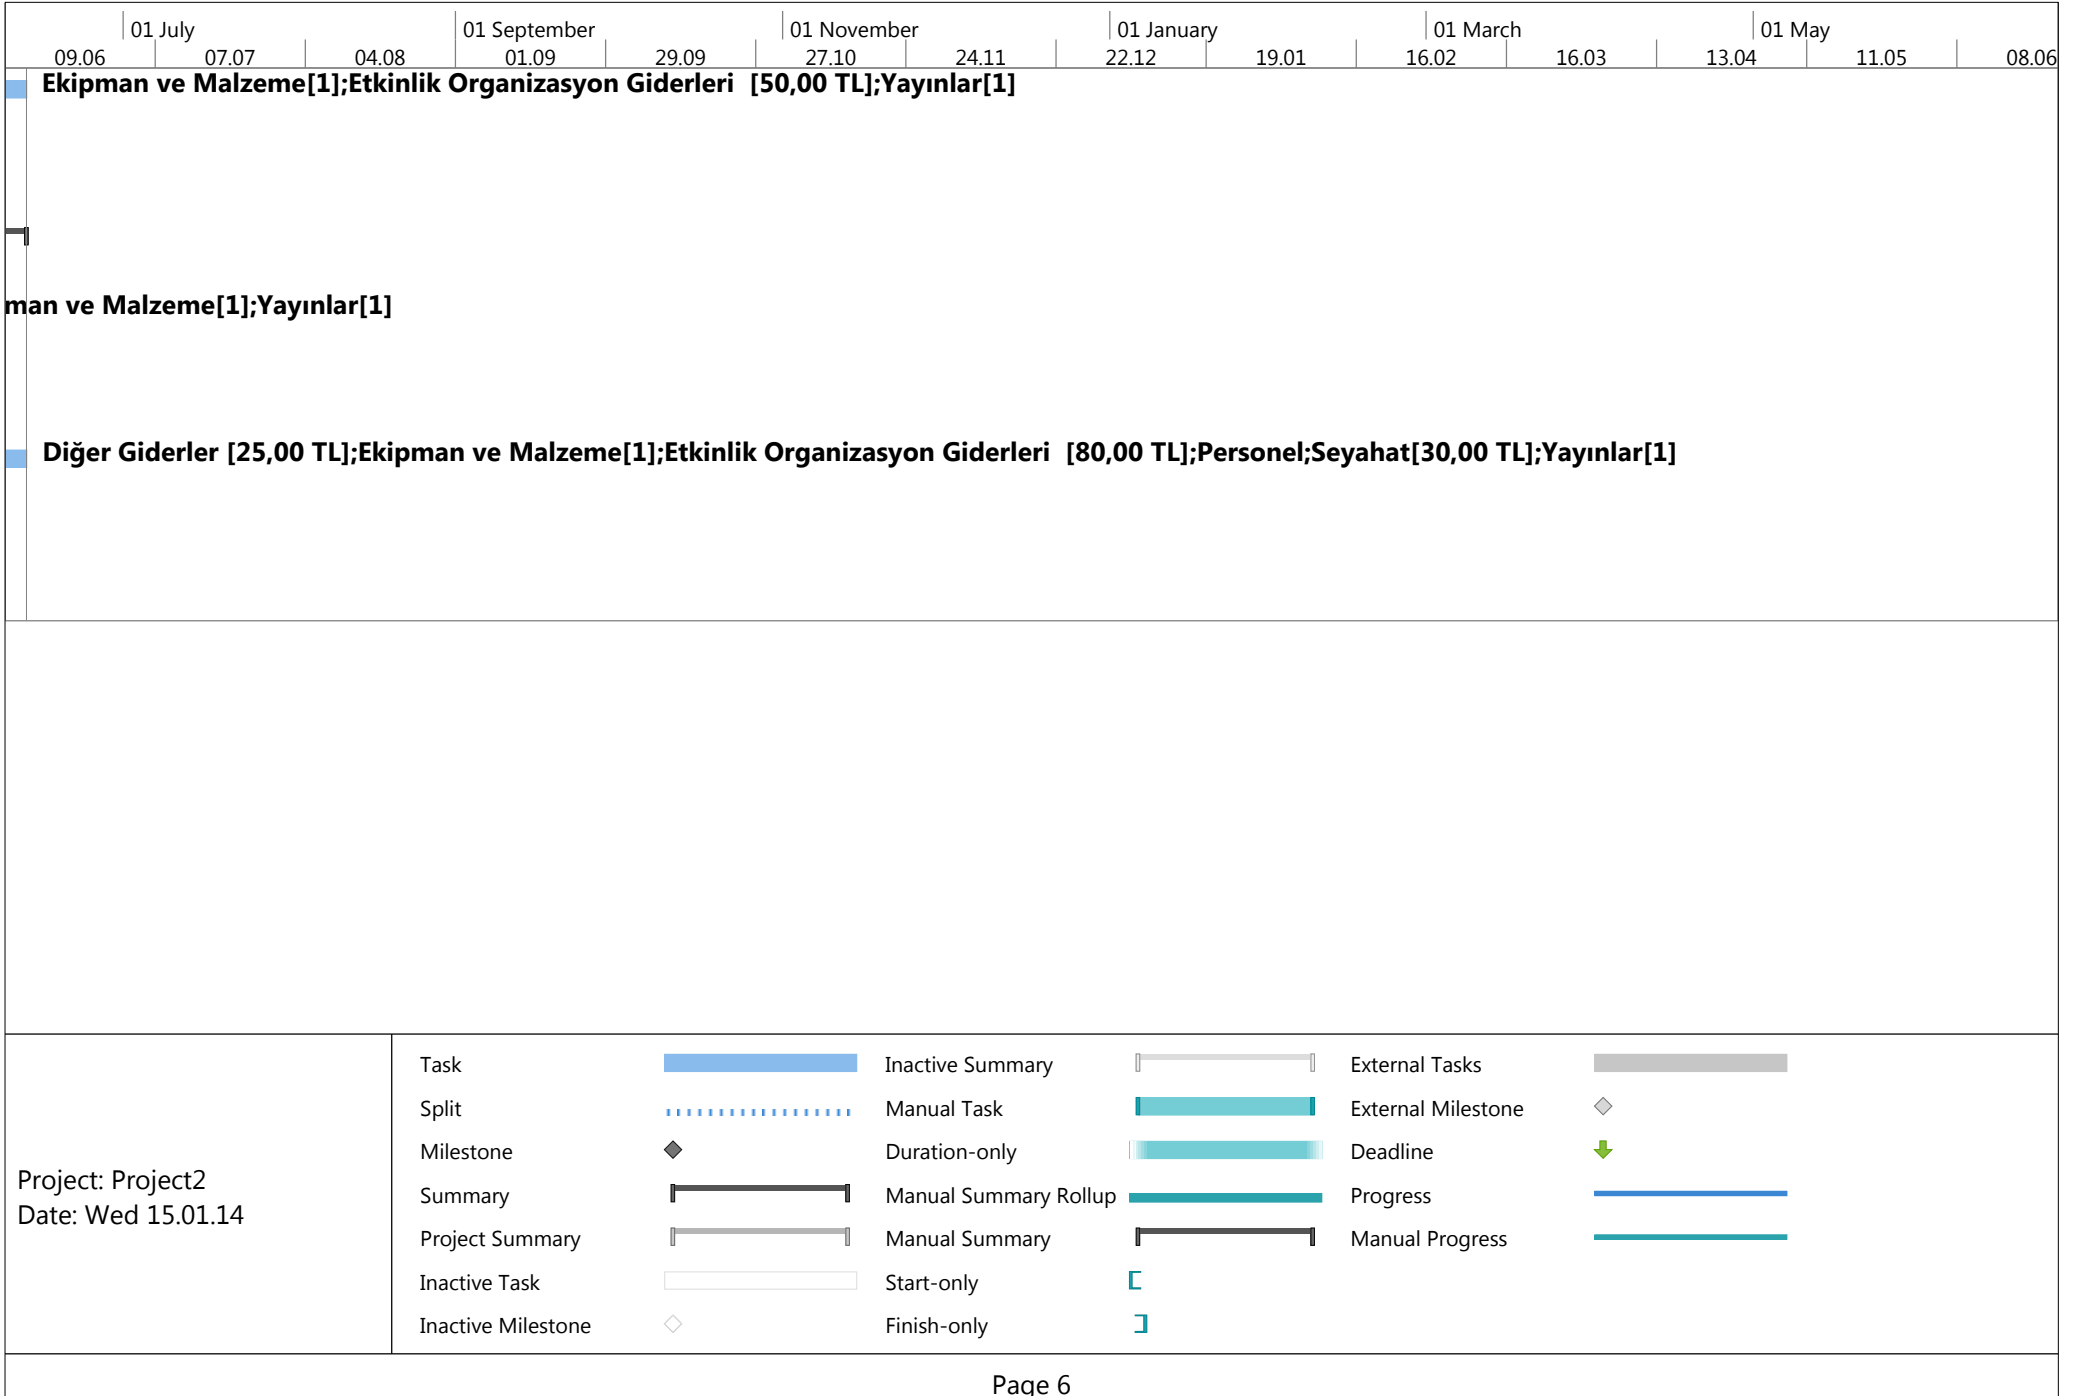 01 July 01 September 01 November 01 January 01 March 01 May
09.06 07.07 04.08 01.09 29.09 27.10 24.11 22.12 19.01 16.02 16.03 13.04 11.05 08.06
Ekipman ve Malzeme[1];Etkinlik Organizasyon Giderleri  [50,00 TL];Yayınlar[1]
man ve Malzeme[1];Yayınlar[1]
Diğer Giderler [25,00 TL];Ekipman ve Malzeme[1];Etkinlik Organizasyon Giderleri  [80,00 TL];Personel;Seyahat[30,00 TL];Yayınlar[1]
Project: Project2
Date: Wed 15.01.14
Task
Split
Milestone
Summary
Project Summary
Inactive Task
Inactive Milestone
Inactive Summary
Manual Task
Duration-only
Manual Summary Rollup
Manual Summary
Start-only
Finish-only
External Tasks
External Milestone
Deadline
Progress
Manual Progress
Page 6